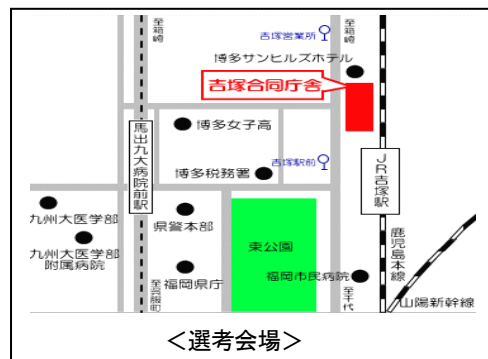 至箱崎
吉塚営業所
至箱崎
博多サンヒルズホテル
吉塚合同庁舎
博多女子高
馬出九大病院前駅
吉塚駅前
JR吉塚駅
博多税務署
九州大医学部
県警本部
九州大医学部
附属病院
東公園
鹿児島本線
福岡県庁
福岡市民病院
至呉服町
至千代
山陽新幹線
＜選考会場＞